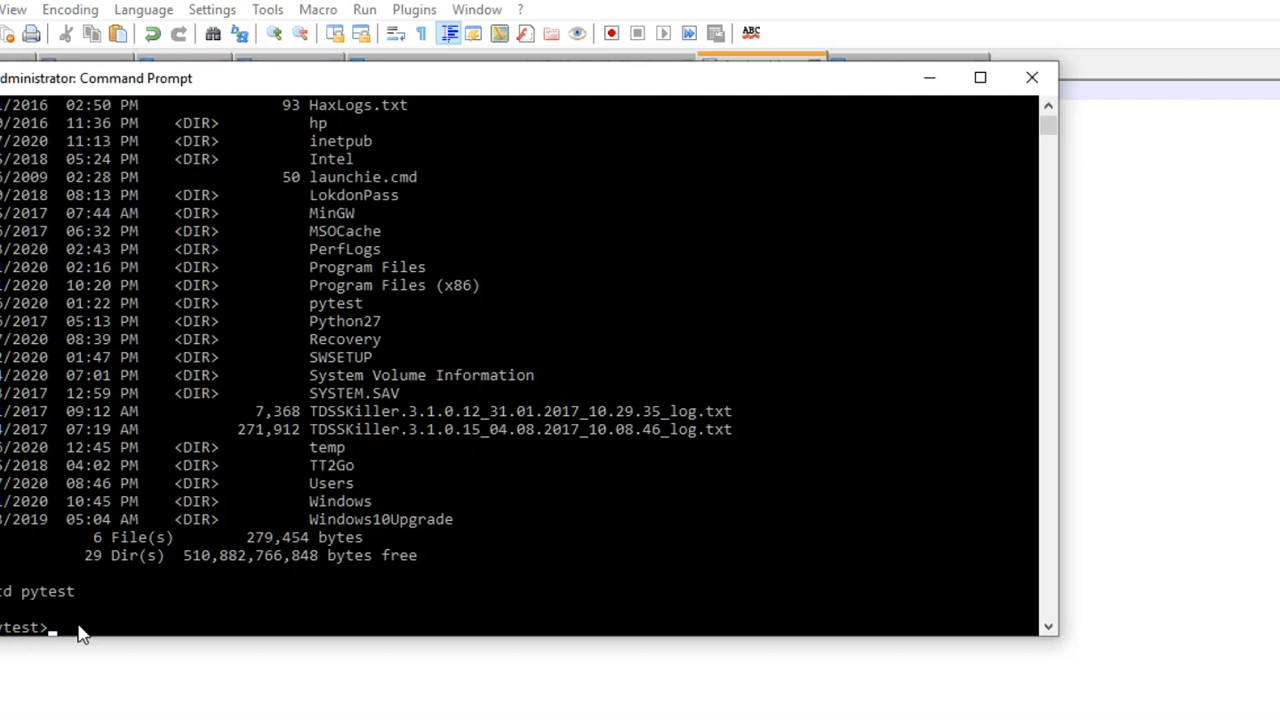 View Encoding Language Settings Tools Macro Run Plugins Window ?
ABC
dministrator: Command Prompt
/2016 02:50 PM 93 HaxLogs.txt
/2016 11:36 PM <DIR> hp
/2020 11:13 PM <DIR> inetpub
/2018 05:24 PM <DIR> Intel
/2009 02:28 PM 50 launchie.cmd
/2018 08:13 PM <DIR> LokdonPass
/2017 07:44 AM <DIR> MinGW
/2017 06:32 PM <DIR> MSOCache
/2020 02:43 PM <DIR> PerfLogs
/2020 02:16 PM <DIR> Program Files
/2020 10:20 PM <DIR> Program Files (x86)
/2020 01:22 PM <DIR> pytest
/2017 05:13 PM <DIR> Python27
/2020 08:39 PM <DIR> Recovery
/2020 01:47 PM <DIR> SWSETUP
/2020 07:01 PM <DIR> System Volume Information
/2017 12:59 PM <DIR> SYSTEM.SAV
/2017 09:12 AM 7,368 TDSSKiller.3.1.0.12_31.01.2017_10.29.35_log.txt
/2017 07:19 AM 271,912 TDSSKiller.3.1.0.15_04.08.2017_10.08.46_log.txt
/2020 12:45 PM <DIR> temp
/2018 04:02 PM <DIR> TT2Go
/2020 08:46 PM <DIR> Users
/2020 10:45 PM <DIR> Windows
/2019 05:04 AM <DIR> Windows10Upgrade
6 File(s) 279,454 bytes
29 Dir(s) 510,882,766,848 bytes free
cd pytest
ytest>_